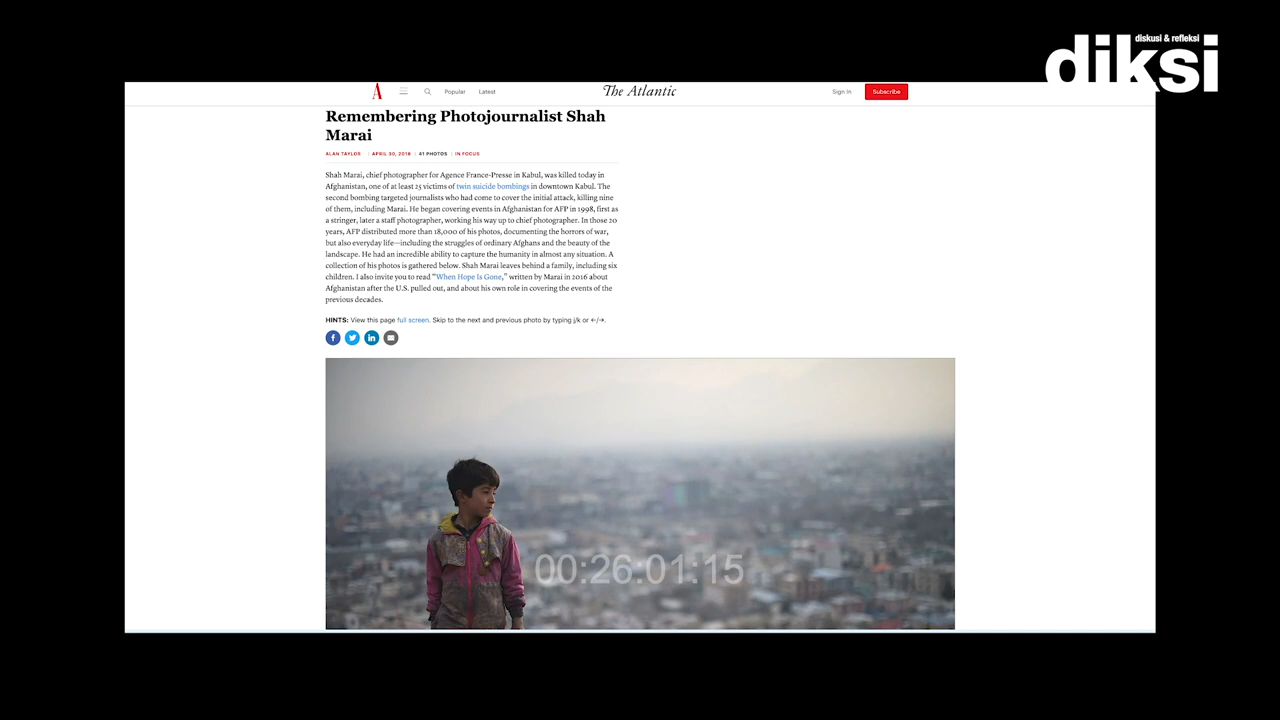 diskusi & refleksi
diksi
A
Popular
Latest
The Atlantic
Sign In
Subscribe
Remembering Photojournalist Shah
Marai
ALAN TAYLOR | APRIL 30, 2018 | 41 PHOTOS | IN FOCUS
Shah Marai, chief photographer for Agence France-Presse in Kabul, was killed today in
Afghanistan, one of at least 25 victims of twin suicide bombings in downtown Kabul. The
second bombing targeted journalists who had come to cover the initial attack, killing nine
of them, including Marai. He began covering events in Afghanistan for AFP in 1998, first as
a stringer, later a staff photographer, working his way up to chief photographer. In those 20
years, AFP distributed more than 18,000 of his photos, documenting the horrors of war,
but also everyday life—including the struggles of ordinary Afghans and the beauty of the
landscape. He had an incredible ability to capture the humanity in almost any situation. A
collection of his photos is gathered below. Shah Marai leaves behind a family, including six
children. I also invite you to read “When Hope Is Gone,” written by Marai in 2016 about
Afghanistan after the U.S. pulled out, and about his own role in covering the events of the
previous decades.
HINTS: View this page full screen. Skip to the next and previous photo by typing j/k or ←/→.
f
in
00:26:01:15